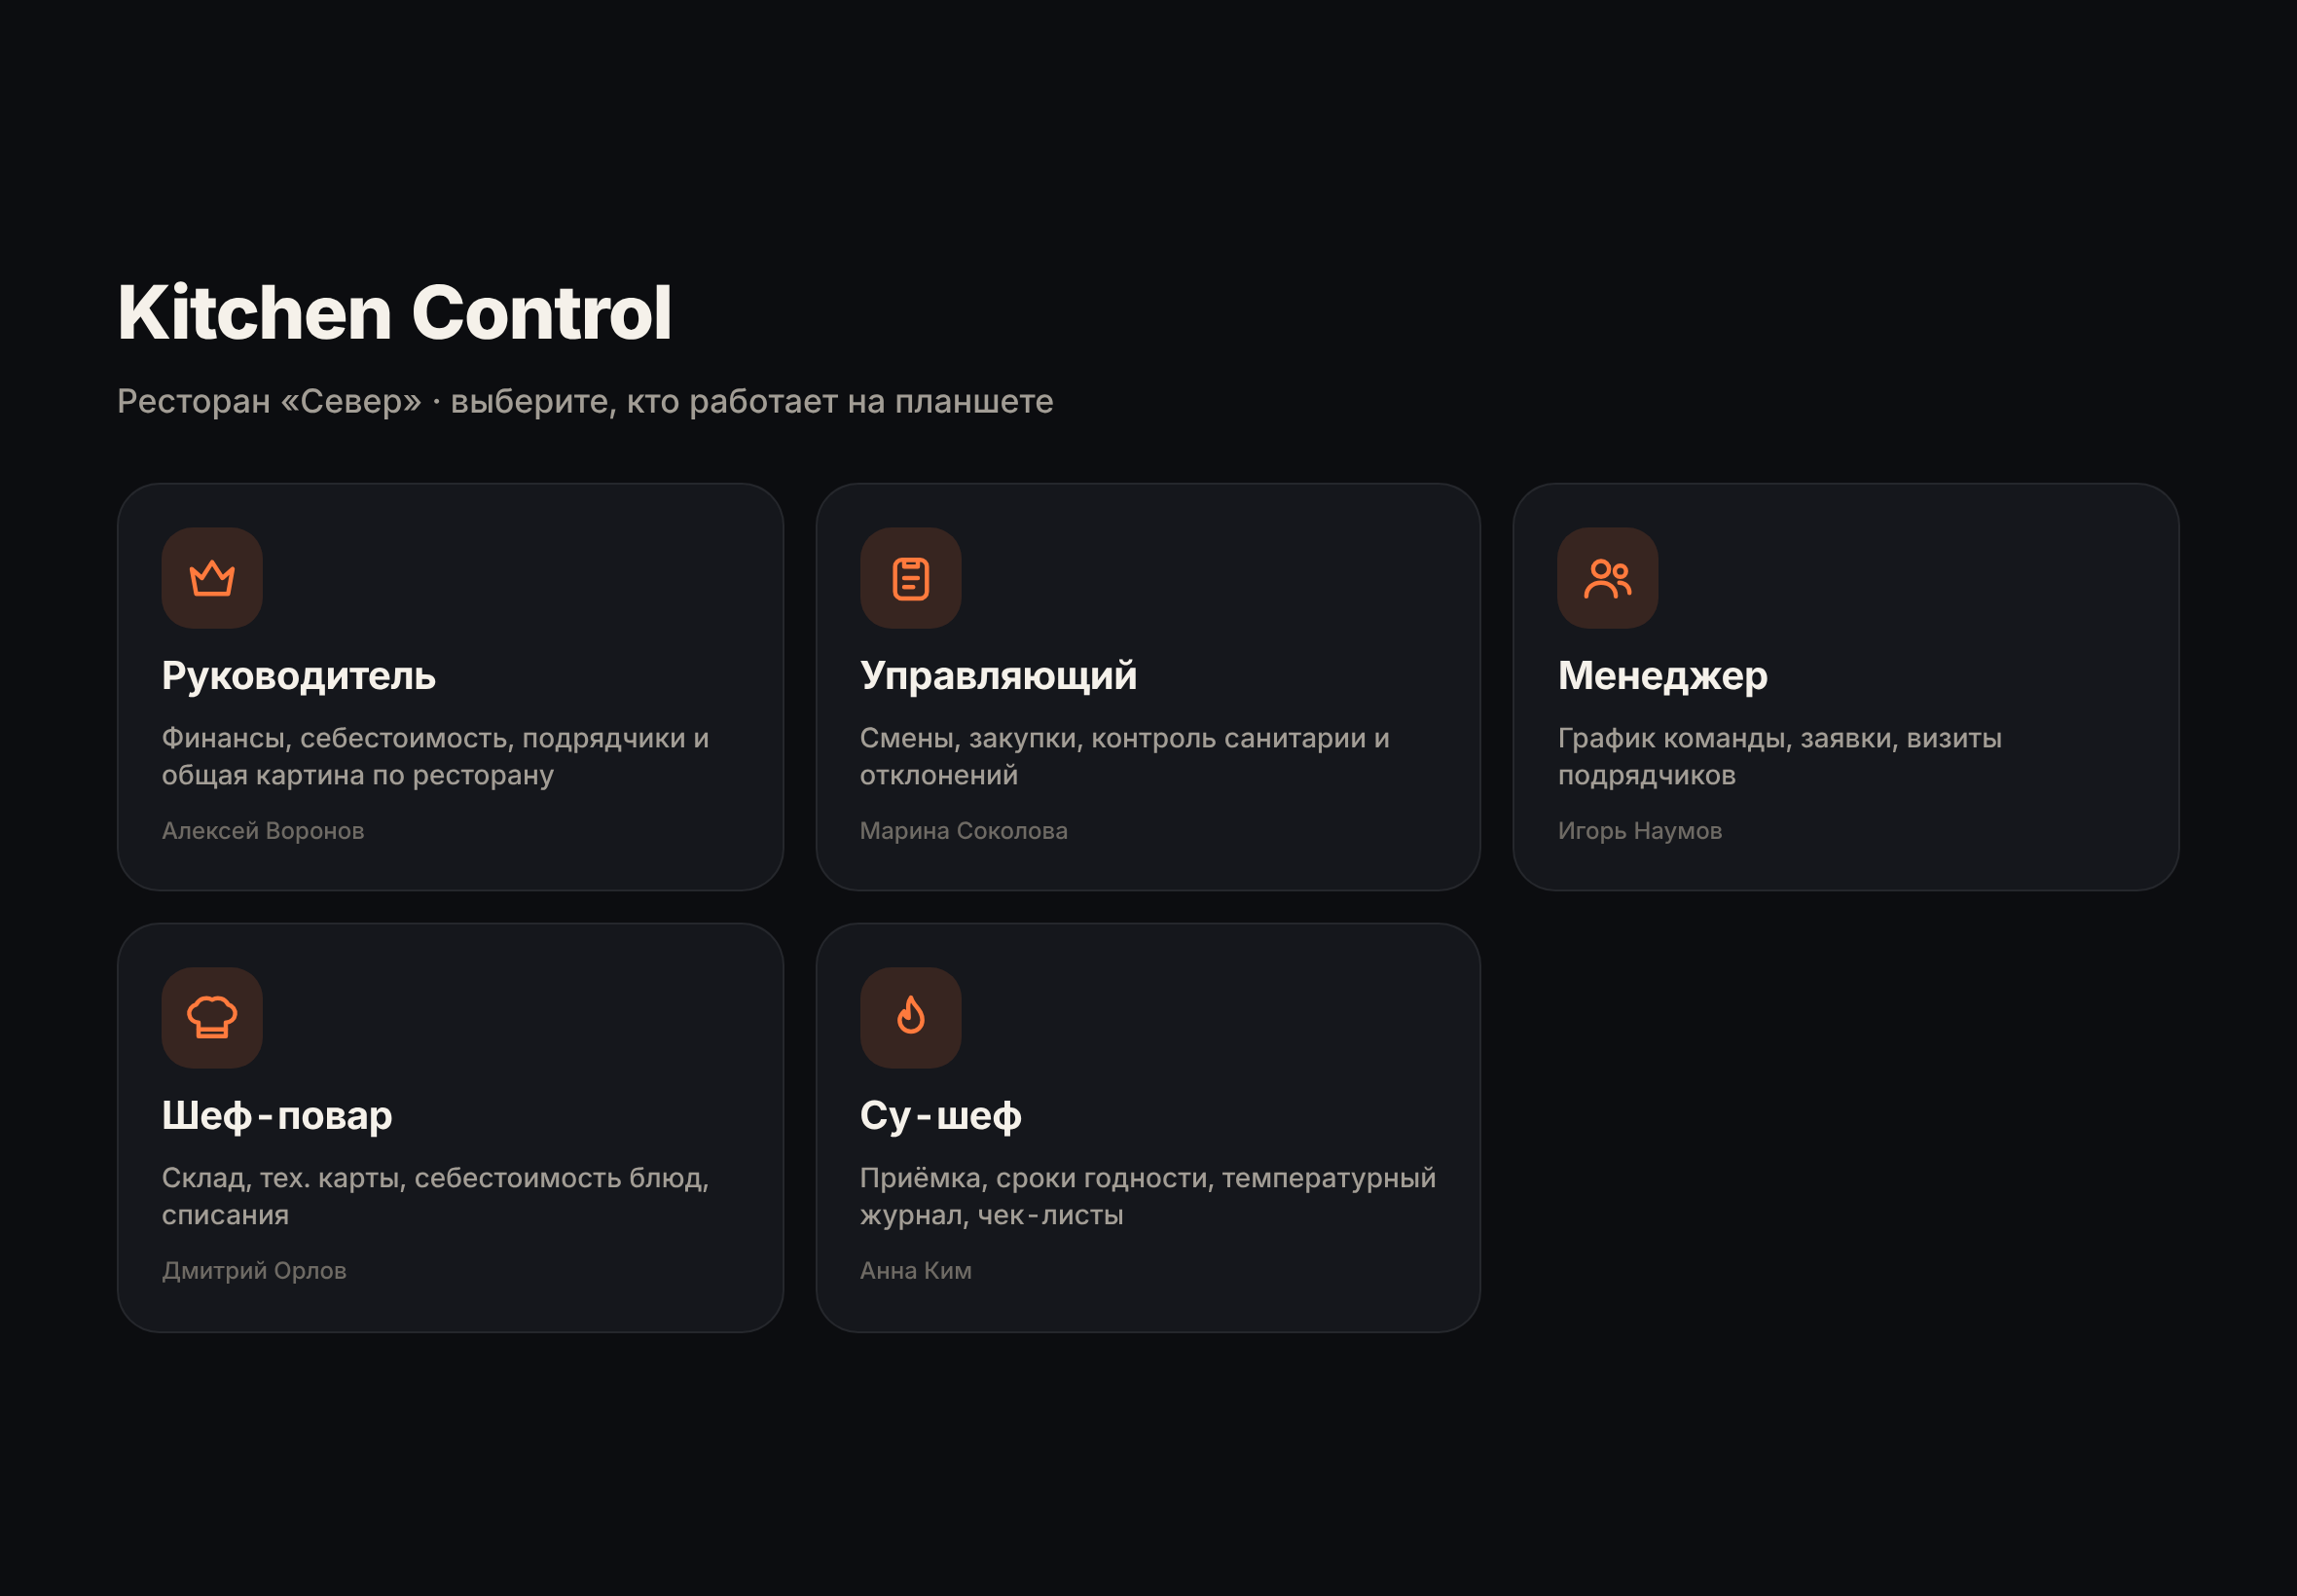 Kitchen Control
Ресторан «Север» · выберите, кто работает на планшете
Руководитель
Финансы, себестоимость, подрядчики и
общая картина по ресторану
Алексей Воронов
Управляющий
Смены, закупки, контроль санитарии и
отклонений
Марина Соколова
Менеджер
График команды, заявки, визиты
подрядчиков
Игорь Наумов
Шеф-повар
Склад, тех. карты, себестоимость блюд,
списания
Дмитрий Орлов
Су-шеф
Приёмка, сроки годности, температурный
журнал, чек-листы
Анна Ким